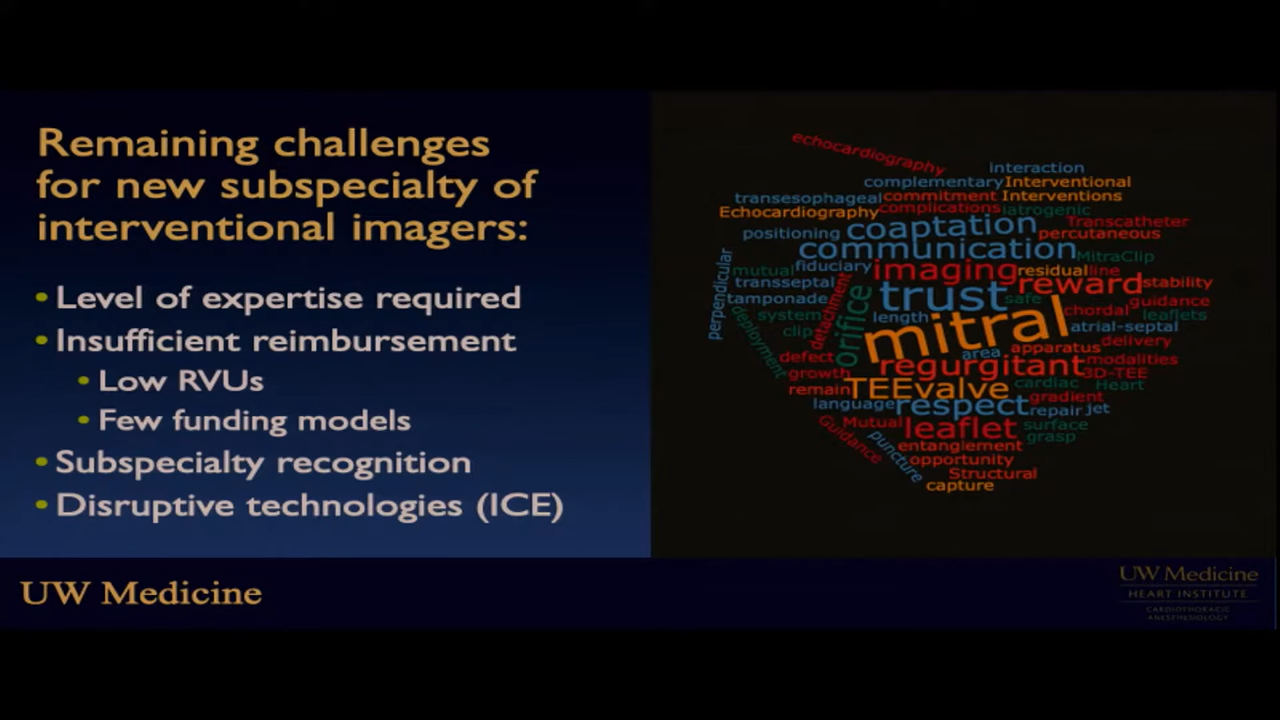 Remaining challenges
for new subspecialty of
interventional imagers:
• Level of expertise required
• Insufficient reimbursement
• Low RVUs
• Few funding models
• Subspecialty recognition
• Disruptive technologies (ICE)
echocardiography
interaction
complementary Interventional
transesophageal commitment Interventions
Echocardiography complications iatrogenic
Transcatheter
positioning coaptation percutaneous
communication MitraClip
perpendicular
mutual fiduciary imaging residual line
transseptal detachment reward stability
tamponade trust safe guidance
system orifice length mitral chordal leaflets
deployment clip atrial-septal
area apparatus delivery
defect regurgitant modalities
growth 3D-TEE
remain TEE valve cardiac Heart
gradient
language respect repair jet
Mutual leaflet surface
Guidance puncture grasp
entanglement
opportunity
Structural
capture
UW Medicine
UW Medicine
HEART INSTITUTE
CARDIOTHORACIC
ANESTHESIOLOGY